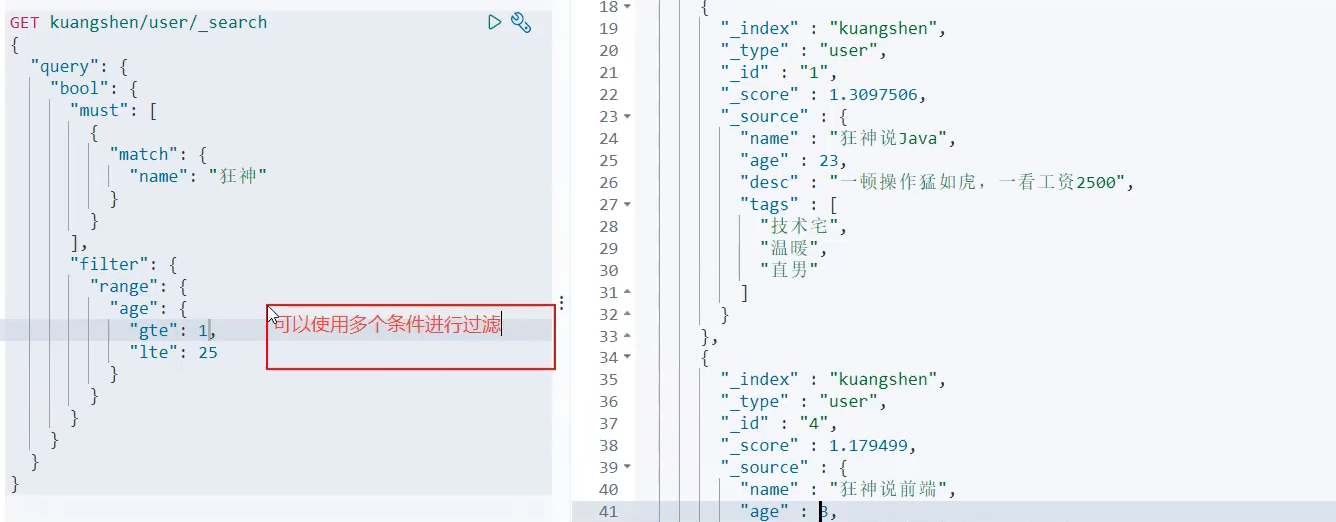 GET kuangshen/user/_search
{
"query": {
"bool": {
"must": [
{
"match": {
"name": "狂神"
}
}
],
"filter": {
"range": {
"age": {
"gte": 1,
"lte": 25
}
}
}
}
}
}
可以使用多个条件进行过滤
18 {
19 "_index" : "kuangshen",
20 "_type" : "user",
21 "_id" : "1",
22 "_score" : 1.3097506,
23 "_source" : {
24 "name" : "狂神说Java",
25 "age" : 23,
26 "desc" : "一顿操作猛如虎，一看工资2500",
27 "tags" : [
28 "技术宅",
29 "温暖",
30 "直男"
31 ]
32 }
33 },
34 {
35 "_index" : "kuangshen",
36 "_type" : "user",
37 "_id" : "4",
38 "_score" : 1.179499,
39 "_source" : {
40 "name" : "狂神说前端",
41 "age" : 3,